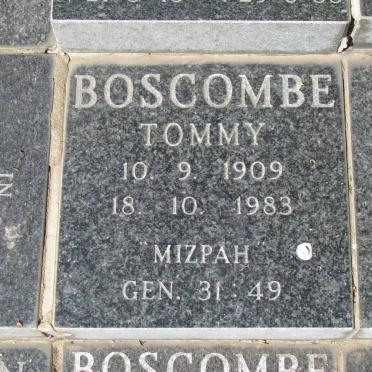 BOSCOMBE
TOMMY
10. 9. 1909
18. 10. 1983
"MIZPAH"
GEN. 31:49
BOSCOMBE